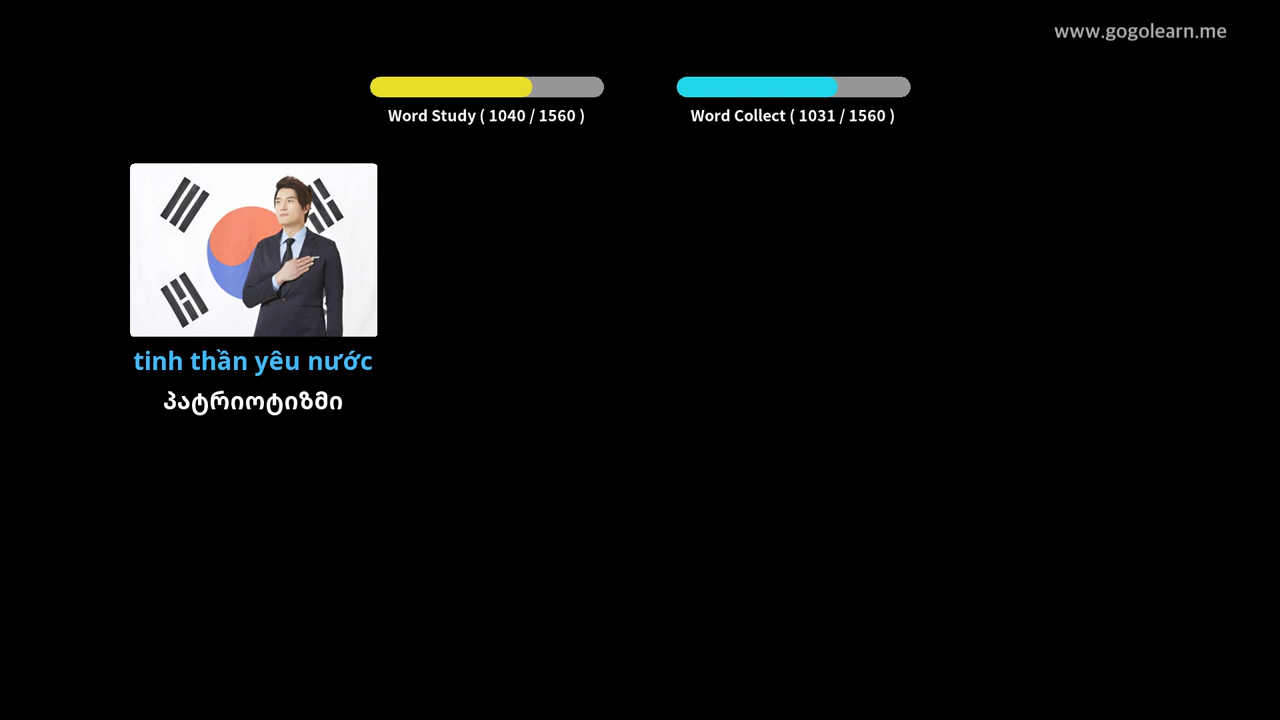 www.gogolearn.me
Word Study ( 1040 / 1560 )
Word Collect ( 1031 / 1560 )
tinh thần yêu nước
პატრიოტიზმი